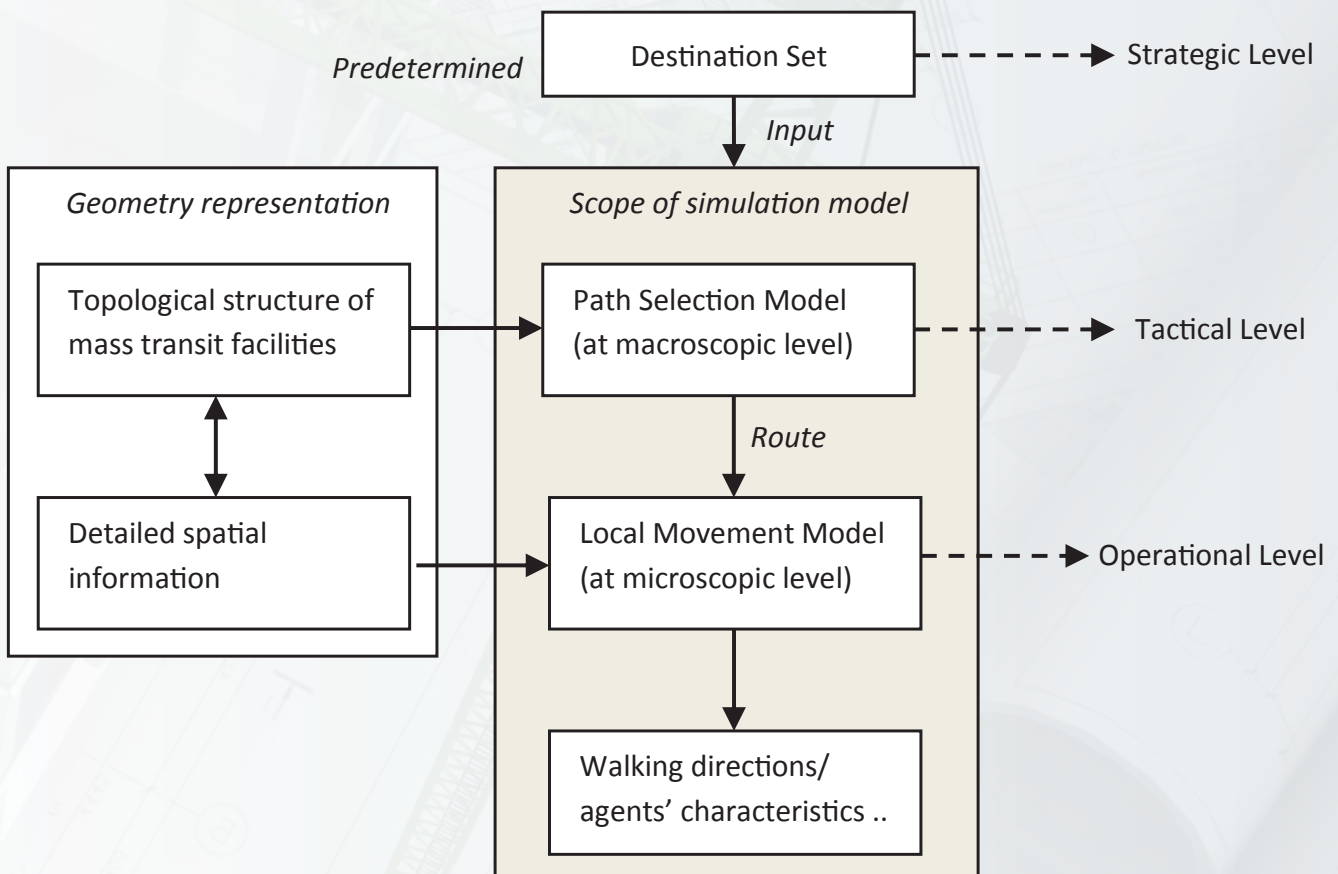 Predetermined
Destination Set
Strategic Level
Input
Geometry representation
Scope of simulation model
Topological structure of
mass transit facilities
Path Selection Model
(at macroscopic level)
Tactical Level
Route
Detailed spatial
information
Local Movement Model
(at microscopic level)
Operational Level
Walking directions/
agents’ characteristics ..